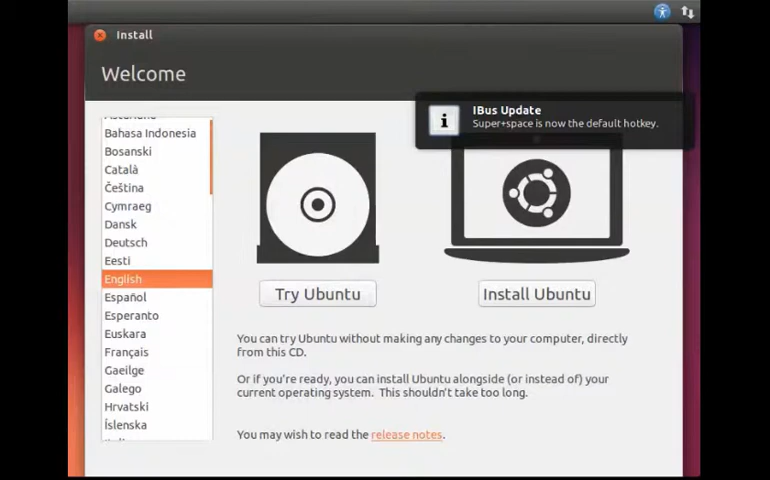 Install
Welcome
IBus Update
Super+space is now the default hotkey.
Bahasa Indonesia
Bosanski
Català
Čeština
Cymraeg
Dansk
Deutsch
Eesti
English
Español
Esperanto
Euskara
Français
Gaeilge
Galego
Hrvatski
Íslenska
Try Ubuntu
Install Ubuntu
You can try Ubuntu without making any changes to your computer, directly
from this CD.
Or if you're ready, you can install Ubuntu alongside (or instead of) your
current operating system. This shouldn't take too long.
You may wish to read the release notes.